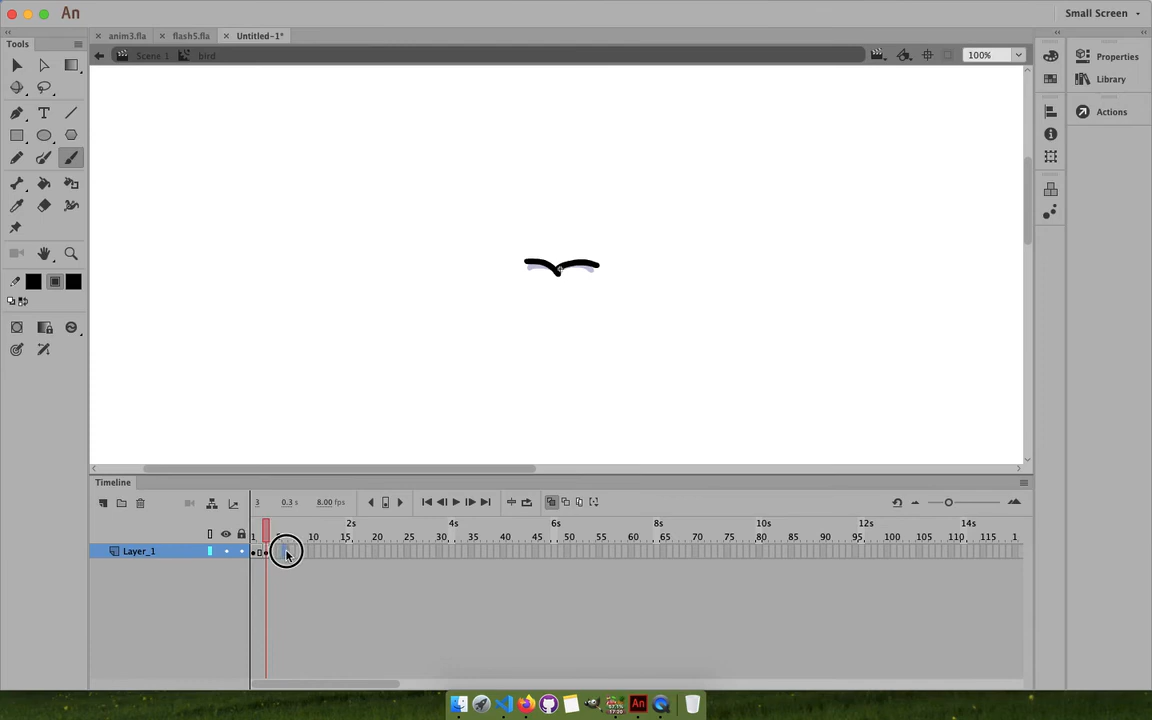 An
Small Screen
anim3.fla
flash5.fla
Untitled-1*
Tools
Scene 1
bird
100%
Properties
Library
Actions
T
Timeline
3
0.3 s
8.00 fps
2s 4s 6s 8s 10s 12s 14s
1 10 15 20 25 30 35 40 45 50 55 60 65 70 75 80 85 90 95 100 105 110 115 1
Layer_1
An